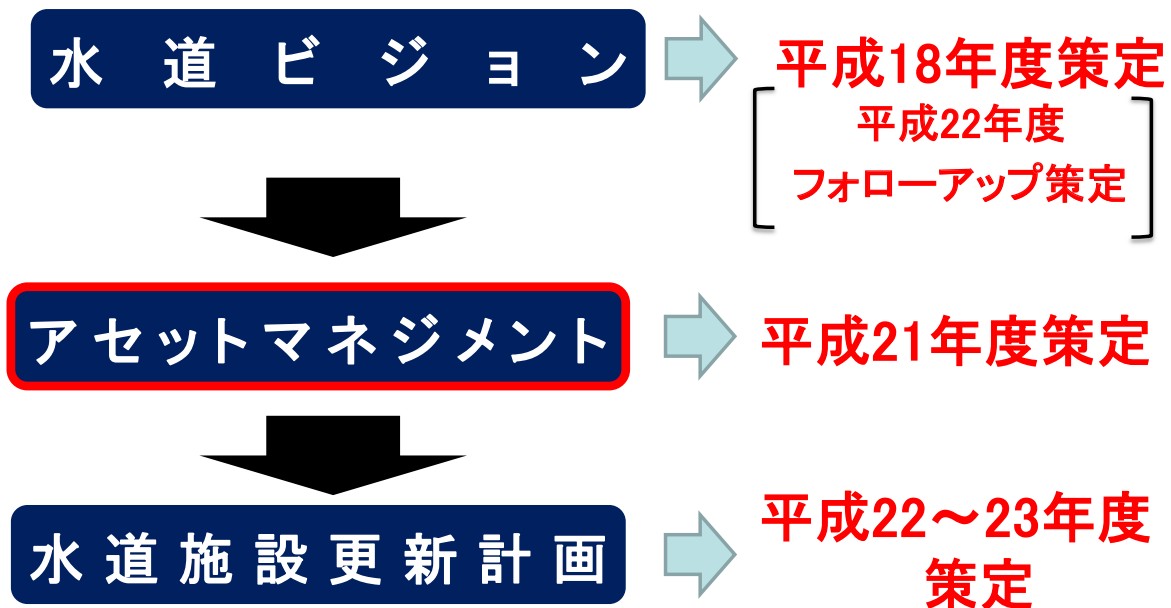 水道ビジョン
平成18年度策定
平成22年度
フォローアップ策定
アセットマネジメント
平成21年度策定
水道施設更新計画
平成22～23年度
策定